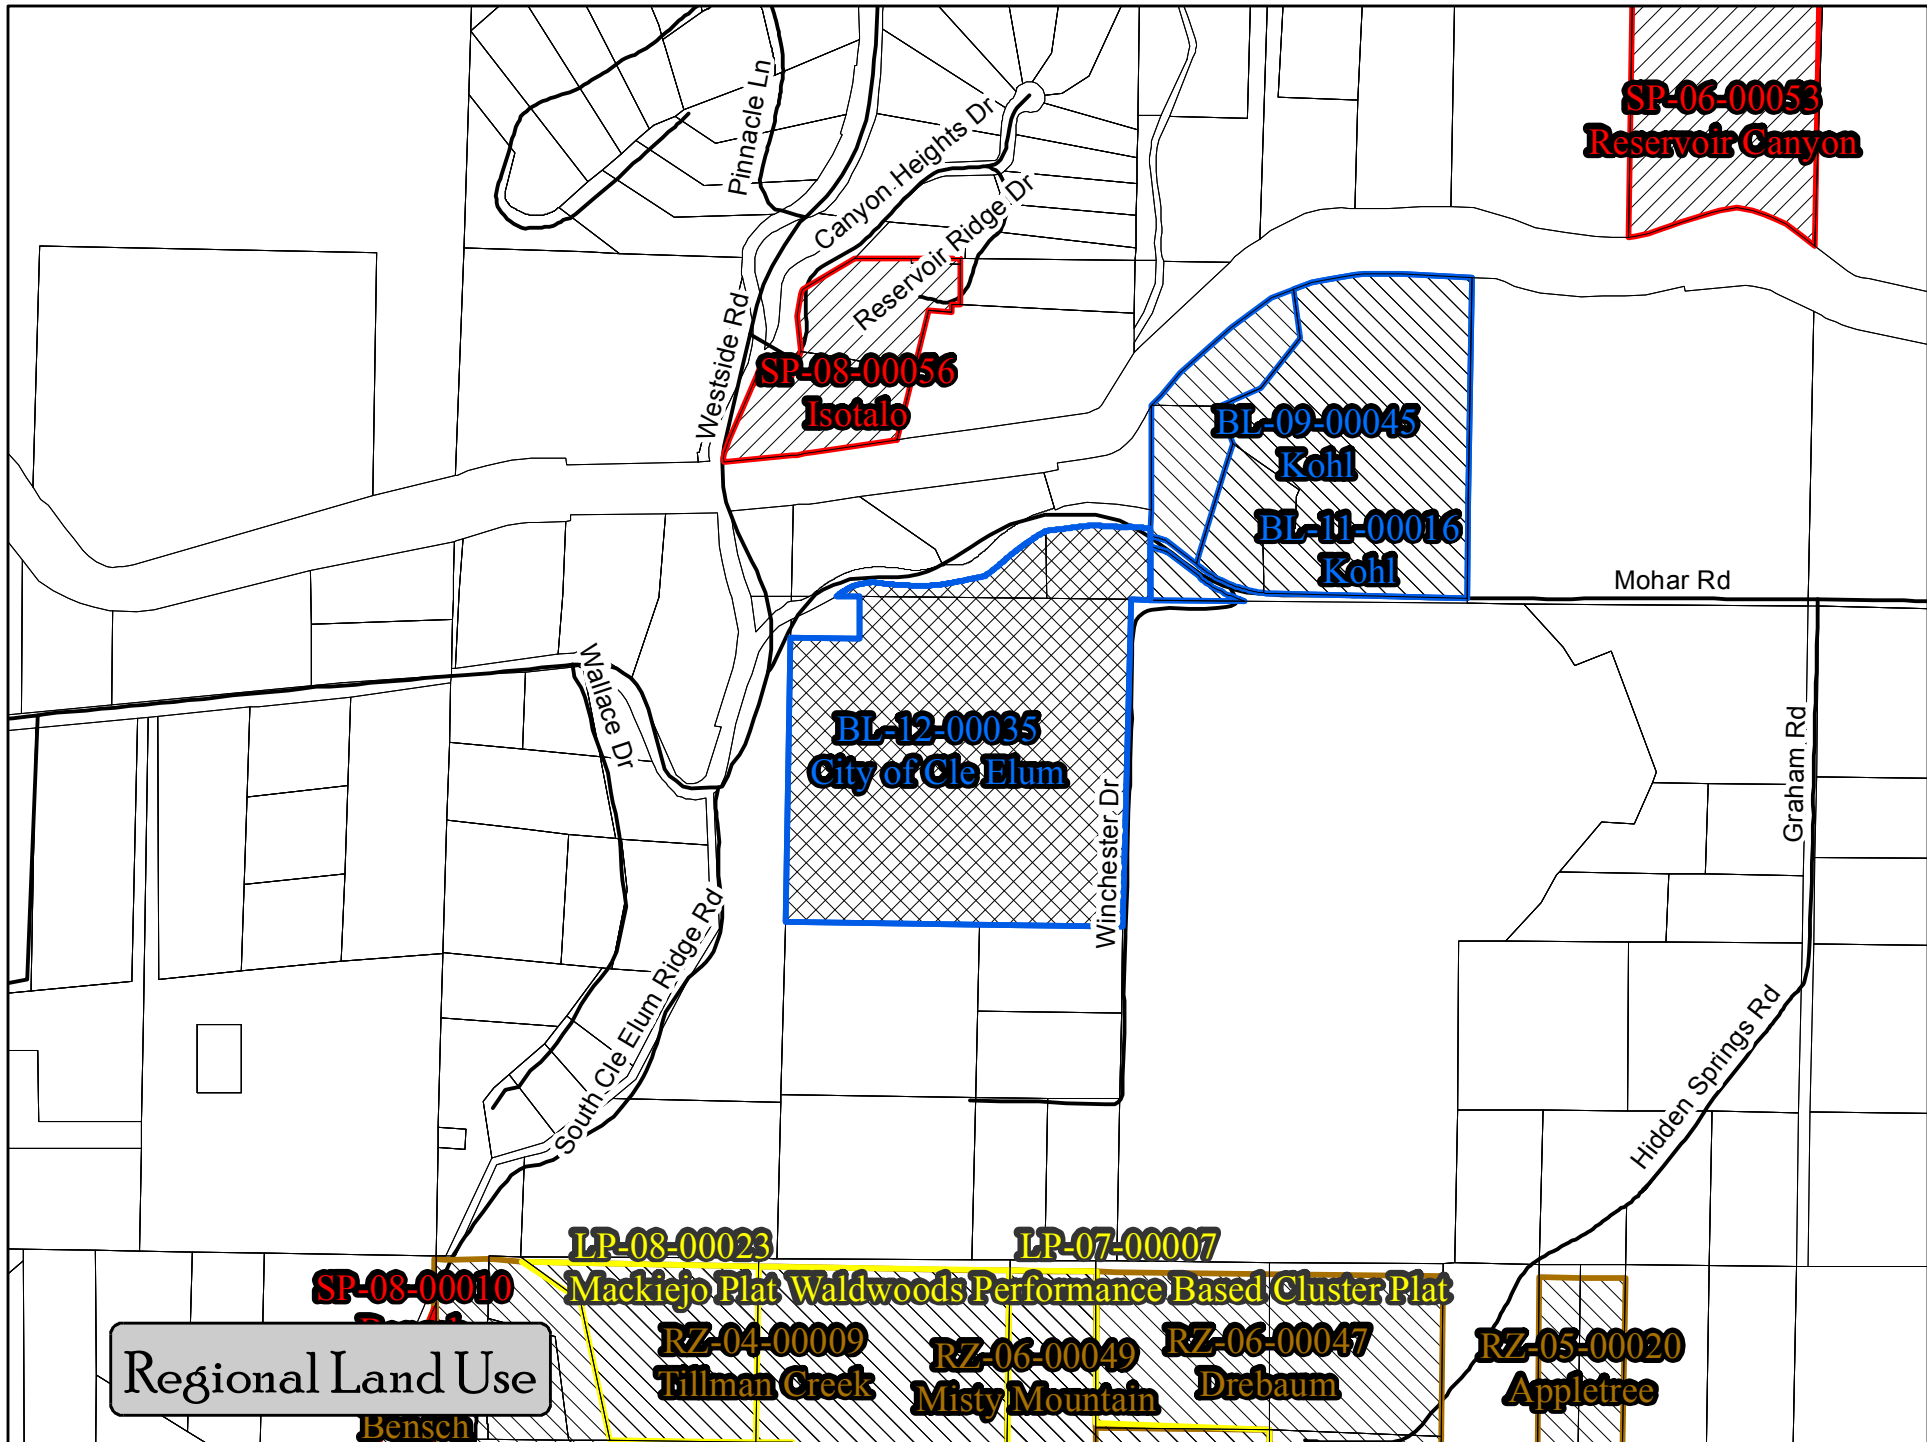 SP-06-00053
Reservoir Canyon
Pinnacle Ln
Canyon Heights Dr
Reservoir Ridge Dr
Westside Rd
SP-08-00056
Isotalo
BL-09-00045
Kohl
BL-11-00016
Kohl
Mohar Rd
Wallace Dr
BL-12-00035
City of Cle Elum
Winchester Dr
Graham Rd
South Cle Elum Ridge Rd
Hidden Springs Rd
LP-08-00023
Mackiejo Plat
LP-07-00007
Waldwoods Performance Based Cluster Plat
SP-08-00010
RZ-04-00009
Tillman Creek
RZ-06-00049
Misty Mountain
RZ-06-00047
Drebaum
RZ-05-00020
Appletree
Regional Land Use
Bensch